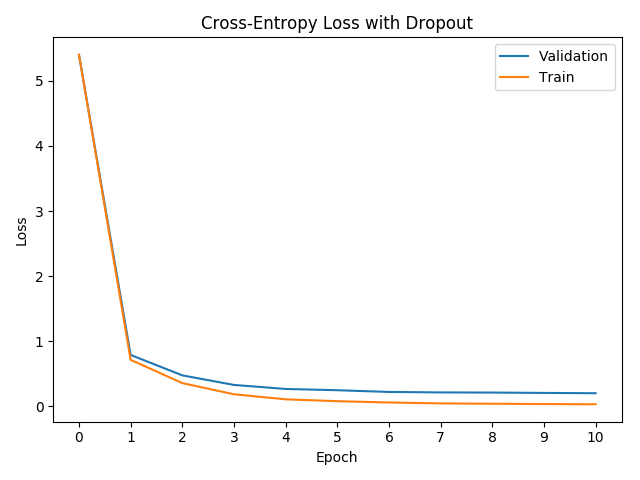 Cross-Entropy Loss with Dropout
Validation
Train
5
4
3
2
1
0
Loss
0 1 2 3 4 5 6 7 8 9 10
Epoch